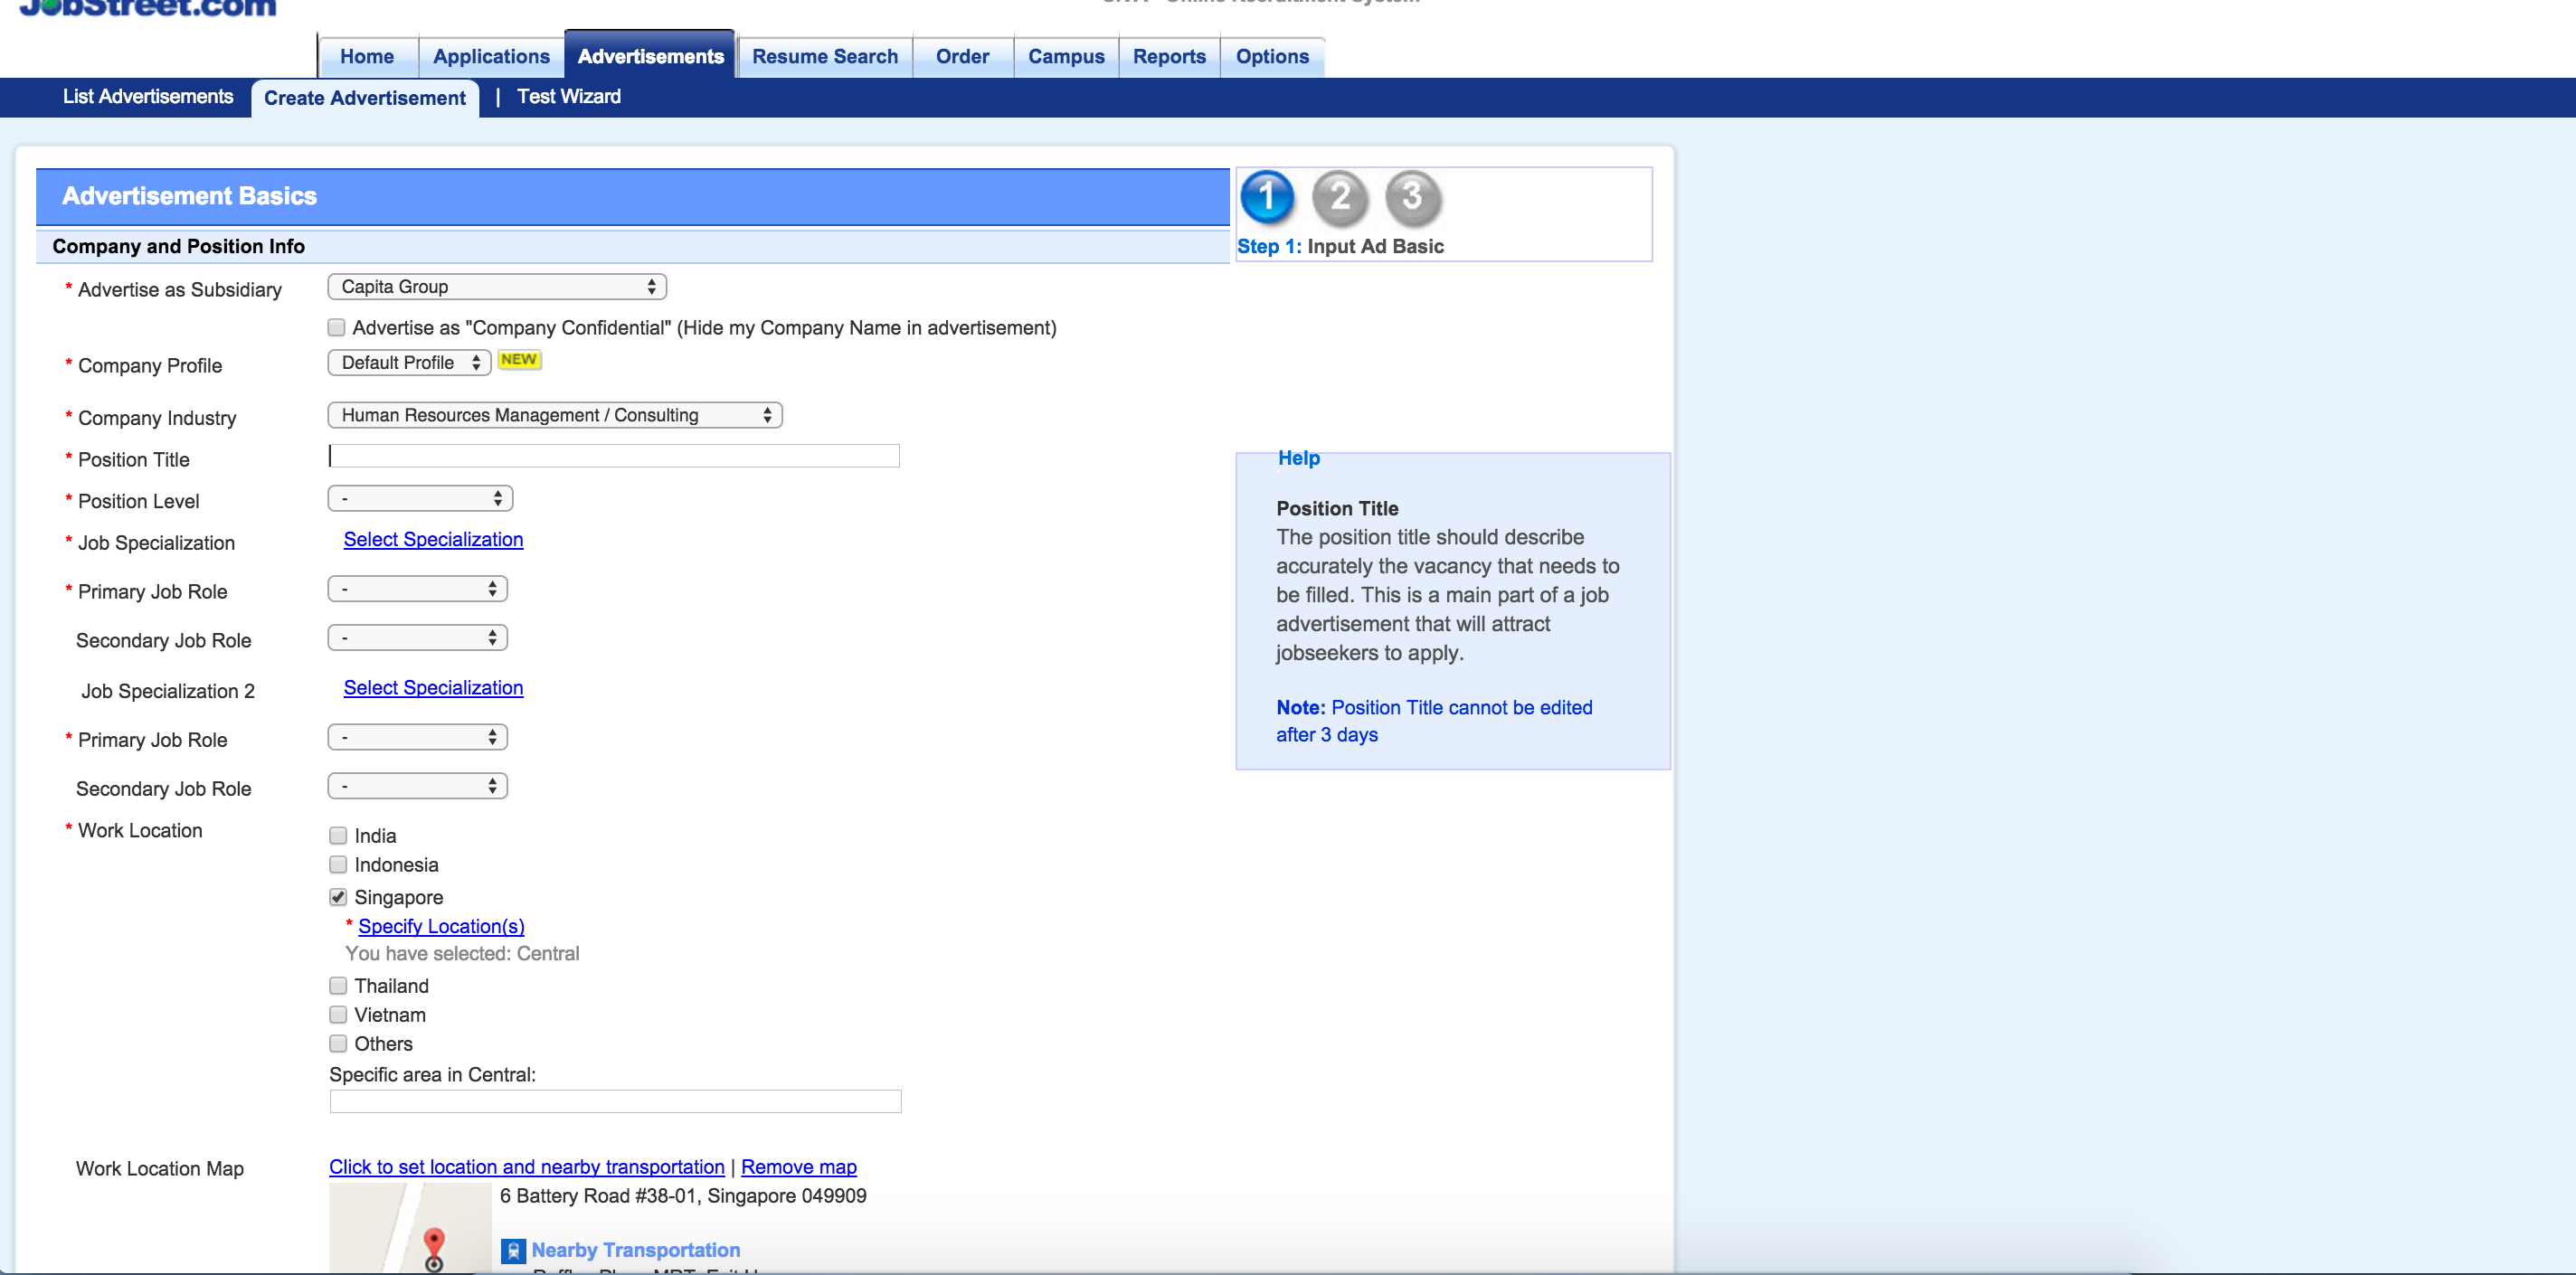 JobStreet.com
Online Recruitment System
Home Applications Advertisements Resume Search Order Campus Reports Options
List Advertisements Create Advertisement | Test Wizard
Advertisement Basics
1 2 3
Company and Position Info
Step 1: Input Ad Basic
* Advertise as Subsidiary Capita Group
Advertise as "Company Confidential" (Hide my Company Name in advertisement)
* Company Profile Default Profile NEW
* Company Industry Human Resources Management / Consulting
* Position Title
* Position Level -
* Job Specialization Select Specialization
* Primary Job Role -
Secondary Job Role -
Job Specialization 2 Select Specialization
* Primary Job Role -
Secondary Job Role -
* Work Location
India
Indonesia
Singapore
* Specify Location(s)
You have selected: Central
Thailand
Vietnam
Others
Specific area in Central:
Work Location Map Click to set location and nearby transportation | Remove map
6 Battery Road #38-01, Singapore 049909
Nearby Transportation
Help
Position Title
The position title should describe
accurately the vacancy that needs to
be filled. This is a main part of a job
advertisement that will attract
jobseekers to apply.
Note: Position Title cannot be edited
after 3 days